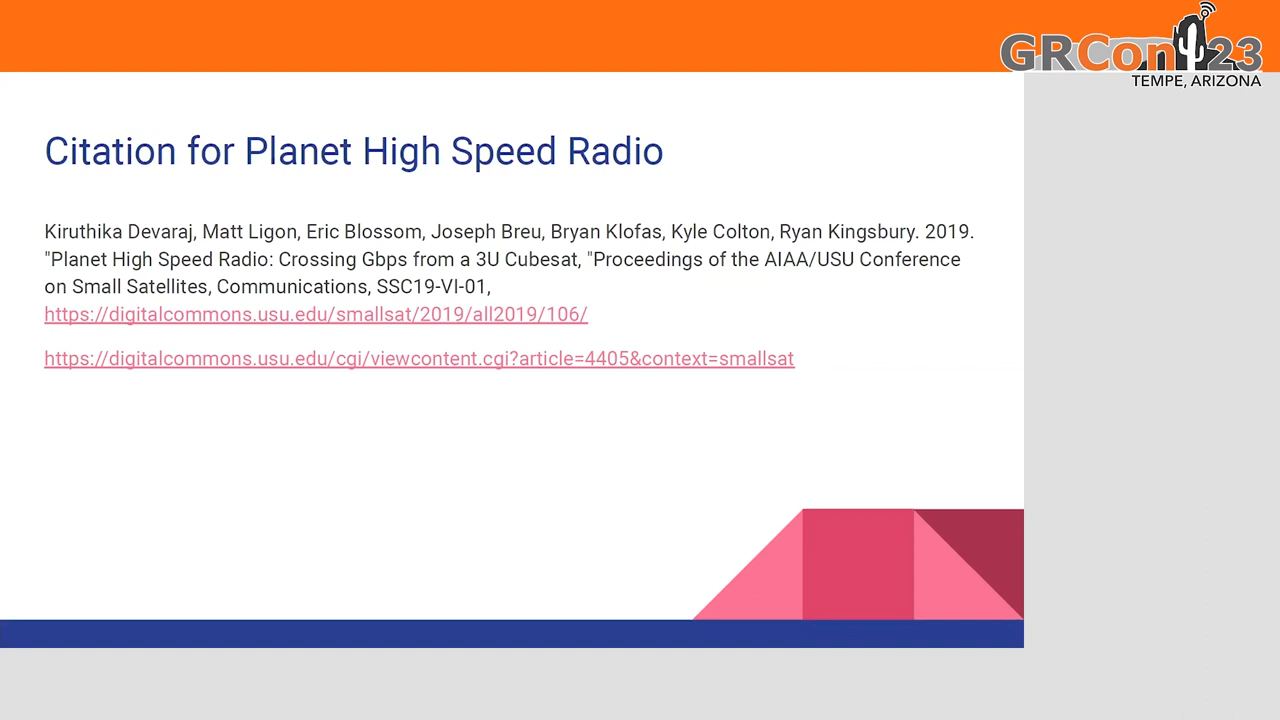 GRCon 23
TEMPE, ARIZONA
Citation for Planet High Speed Radio
Kiruthika Devaraj, Matt Ligon, Eric Blossom, Joseph Breu, Bryan Klofas, Kyle Colton, Ryan Kingsbury. 2019.
"Planet High Speed Radio: Crossing Gbps from a 3U Cubesat, "Proceedings of the AIAA/USU Conference
on Small Satellites, Communications, SSC19-VI-01,
https://digitalcommons.usu.edu/smallsat/2019/all2019/106/
https://digitalcommons.usu.edu/cgi/viewcontent.cgi?article=4405&context=smallsat